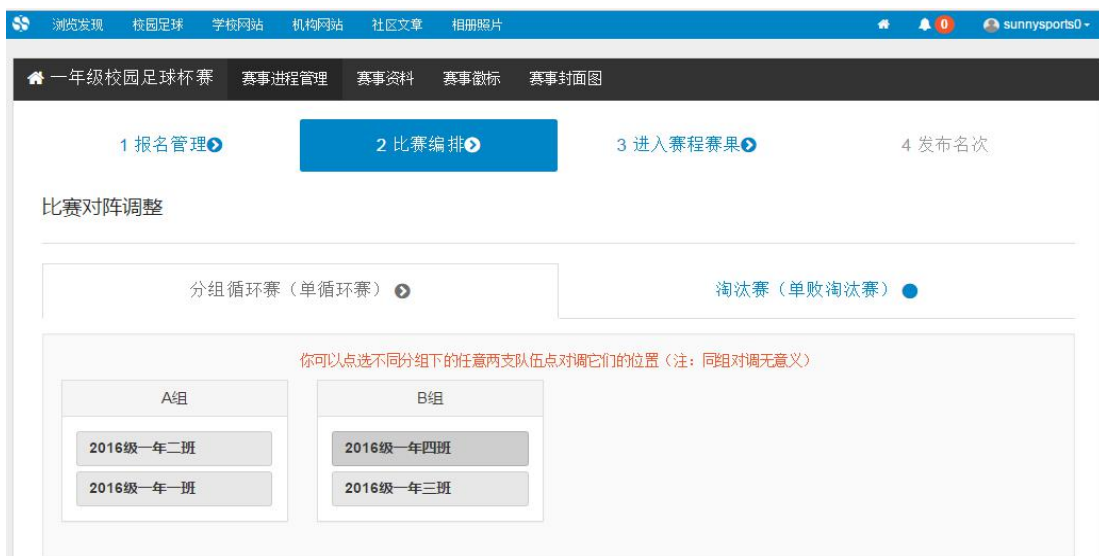 浏览发现 校园足球 学校网站 机构网站 社区文章 相册照片 0 sunnysports0
一年级校园足球杯赛 赛事进程管理 赛事资料 赛事徽标 赛事封面图
1 报名管理 2 比赛编排 3 进入赛程赛果 4 发布名次
比赛对阵调整
分组循环赛（单循环赛） 淘汰赛（单败淘汰赛）
你可以点选不同分组下的任意两支队伍点对调它们的位置（注：同组对调无意义）
A组 B组
2016级一年二班 2016级一年四班
2016级一年一班 2016级一年三班